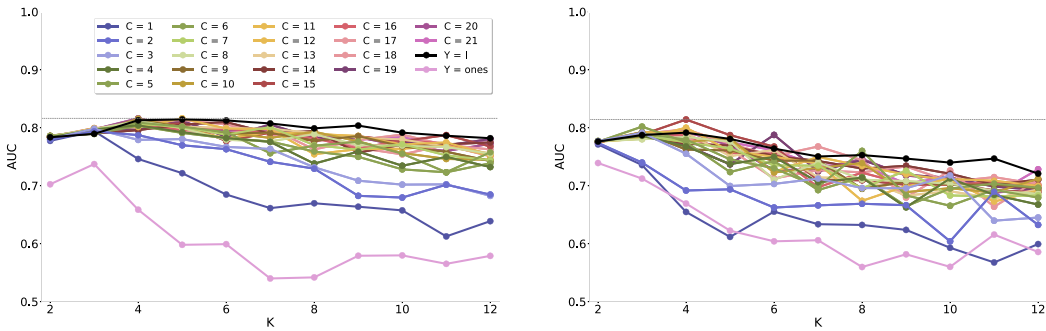 1.0
0.9
0.8
0.7
0.6
0.5
AUC
2 4 6 8 10 12
K
C = 1 C = 6 C = 11 C = 16 C = 20
C = 2 C = 7 C = 12 C = 17 C = 21
C = 3 C = 8 C = 13 C = 18 Y = I
C = 4 C = 9 C = 14 C = 19 Y = ones
C = 5 C = 10 C = 15
1.0
0.9
0.8
0.7
0.6
0.5
AUC
2 4 6 8 10 12
K